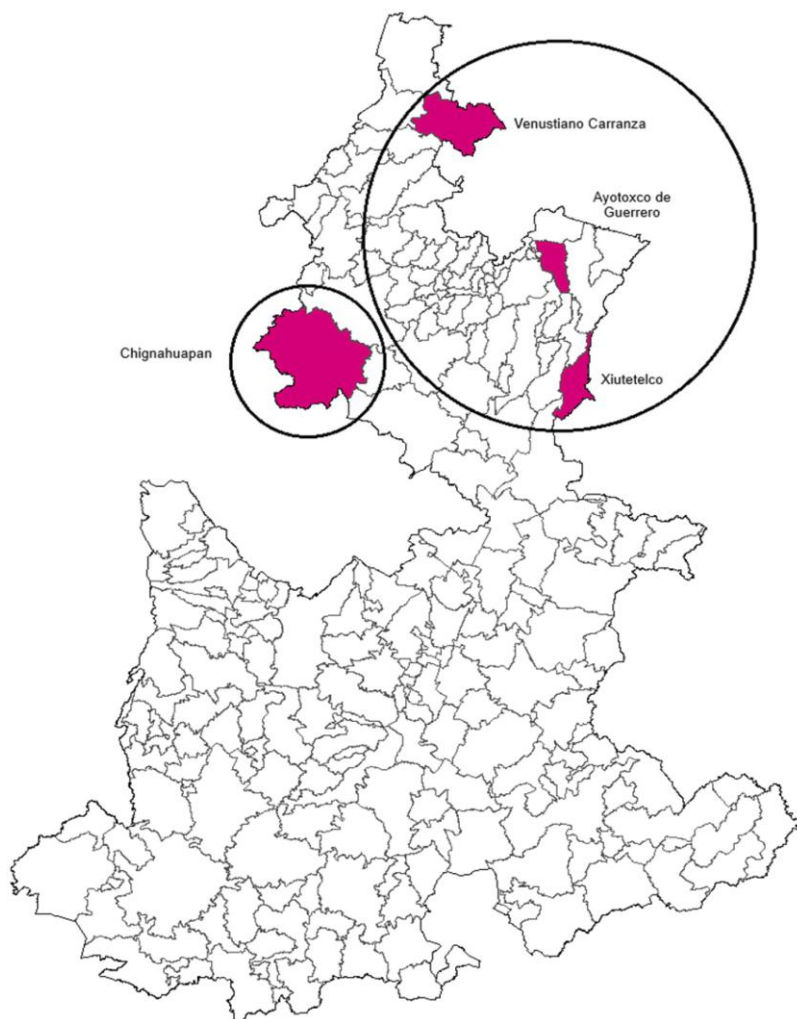 Venustiano Carranza
Ayotoxco de
Guerrero
Chignahuapan
Xiutetelco